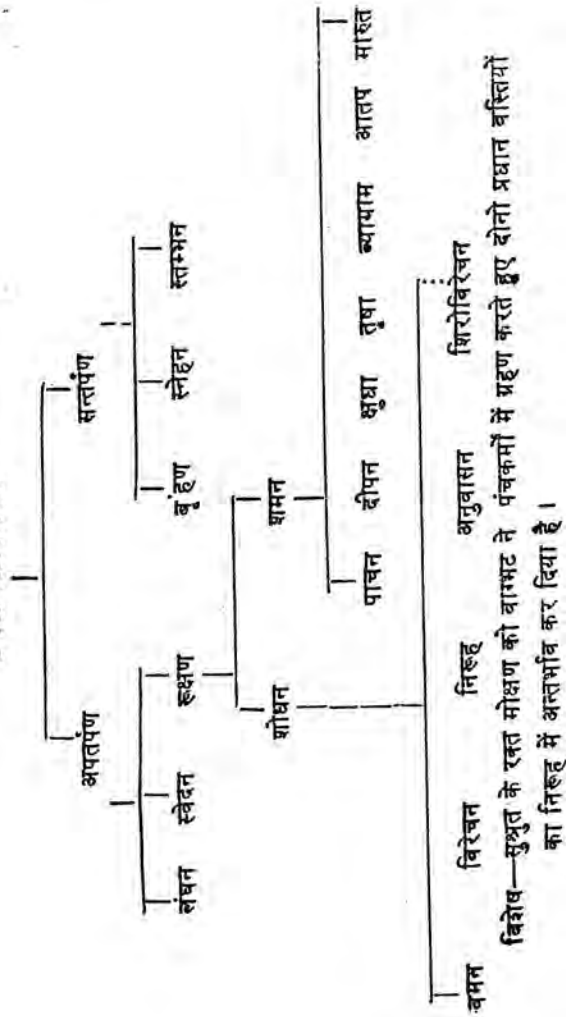 अपतर्पण सन्तर्पण
लंघन स्वेदन रूक्षण बृंहण स्नेहन स्तम्भन
शोधन शमन
पाचन दीपन क्षुधा तृषा व्यायाम आतप मारुत
वमन विरेचन निरूह अनुवासन शिरोविरेचन
विशेष—सुश्रुत के रक्त मोक्षण को वाग्भट ने पंचकर्मों में ग्रहण करते हुए दोनों प्रधान वस्तियों
का निरूह में अन्तर्भाव कर दिया है।